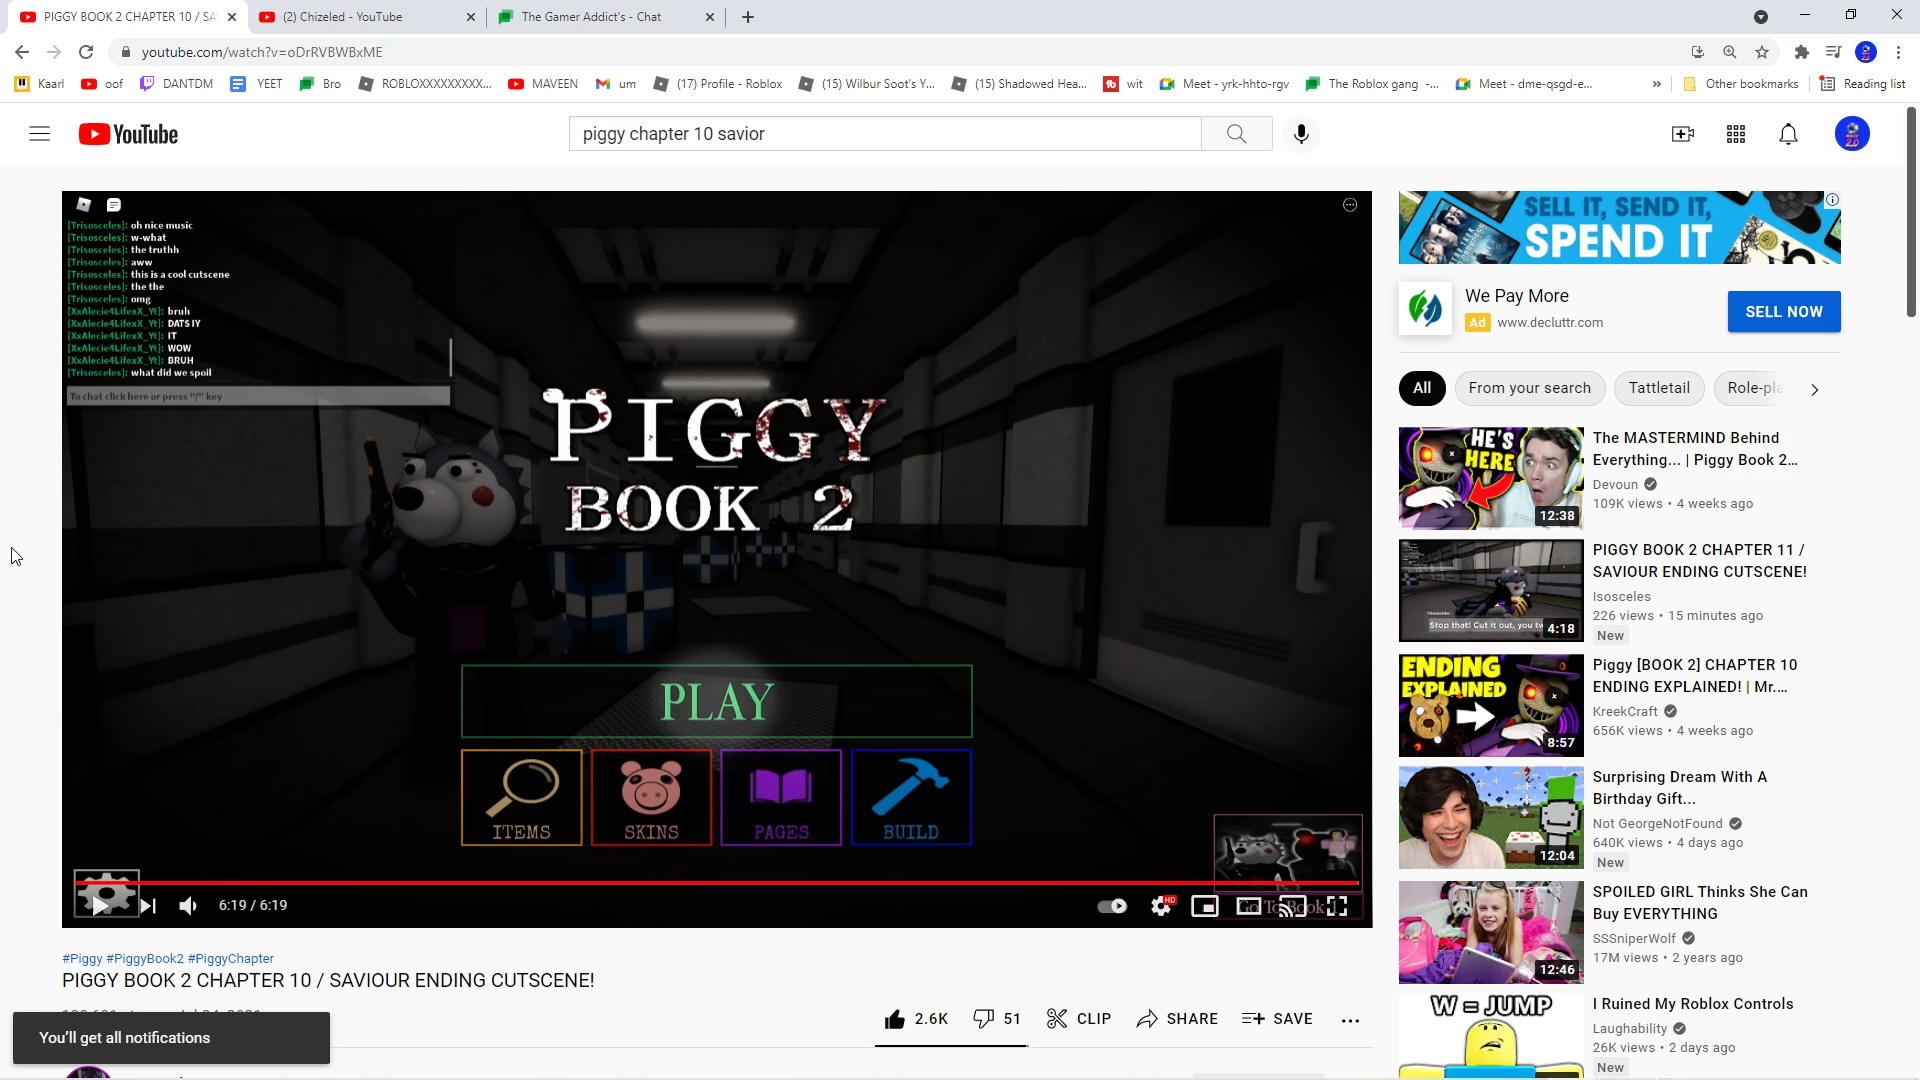 PIGGY BOOK 2 CHAPTER 10 / SA
(2) Chizeled - YouTube
The Gamer Addict's - Chat
youtube.com/watch?v=oDrRVBWBxME
Kaarl
oof
DANTDM
YEET
Bro
ROBLOXXXXXXXXX...
MAVEEN
um
(17) Profile - Roblox
(15) Wilbur Soot's Y...
(15) Shadowed Hea...
wit
Meet - yrk-hhto-rgv
The Roblox gang -...
Meet - dme-qsgd-e...
Other bookmarks
Reading list
YouTube
piggy chapter 10 savior
[Trisosceles]: oh nice music
[Trisosceles]: w-what
[Trisosceles]: the truthh
[Trisosceles]: aww
[Trisosceles]: this is a cool cutscene
[Trisosceles]: the the
[Trisosceles]: omg
[XxAlecie4LifexX_Yt]: bruh
[XxAlecie4LifexX_Yt]: DATS IY
[XxAlecie4LifexX_Yt]: IT
[XxAlecie4LifexX_Yt]: WOW
[XxAlecie4LifexX_Yt]: BRUH
[Trisosceles]: what did we spoil
To chat click here or press "/" key
PIGGY
BOOK 2
PLAY
ITEMS
SKINS
PAGES
BUILD
Go To Book 1
6:19 / 6:19
HD
#Piggy #PiggyBook2 #PiggyChapter
PIGGY BOOK 2 CHAPTER 10 / SAVIOUR ENDING CUTSCENE!
2.6K
51
CLIP
SHARE
SAVE
You'll get all notifications
SELL IT, SEND IT,
SPEND IT
We Pay More
Ad www.decluttr.com
SELL NOW
All
From your search
Tattletail
Role-pla
HE'S
HERE
12:38
The MASTERMIND Behind
Everything... | Piggy Book 2...
Devoun
109K views • 4 weeks ago
Stop that! Cut it out, you tw
4:18
PIGGY BOOK 2 CHAPTER 11 /
SAVIOUR ENDING CUTSCENE!
Isosceles
226 views • 15 minutes ago
New
ENDING
EXPLAINED
8:57
Piggy [BOOK 2] CHAPTER 10
ENDING EXPLAINED! | Mr....
KreekCraft
656K views • 4 weeks ago
12:04
Surprising Dream With A
Birthday Gift...
Not GeorgeNotFound
640K views • 4 days ago
New
12:46
SPOILED GIRL Thinks She Can
Buy EVERYTHING
SSSniperWolf
17M views • 2 years ago
W = JUMP
I Ruined My Roblox Controls
Laughability
26K views • 2 days ago
New